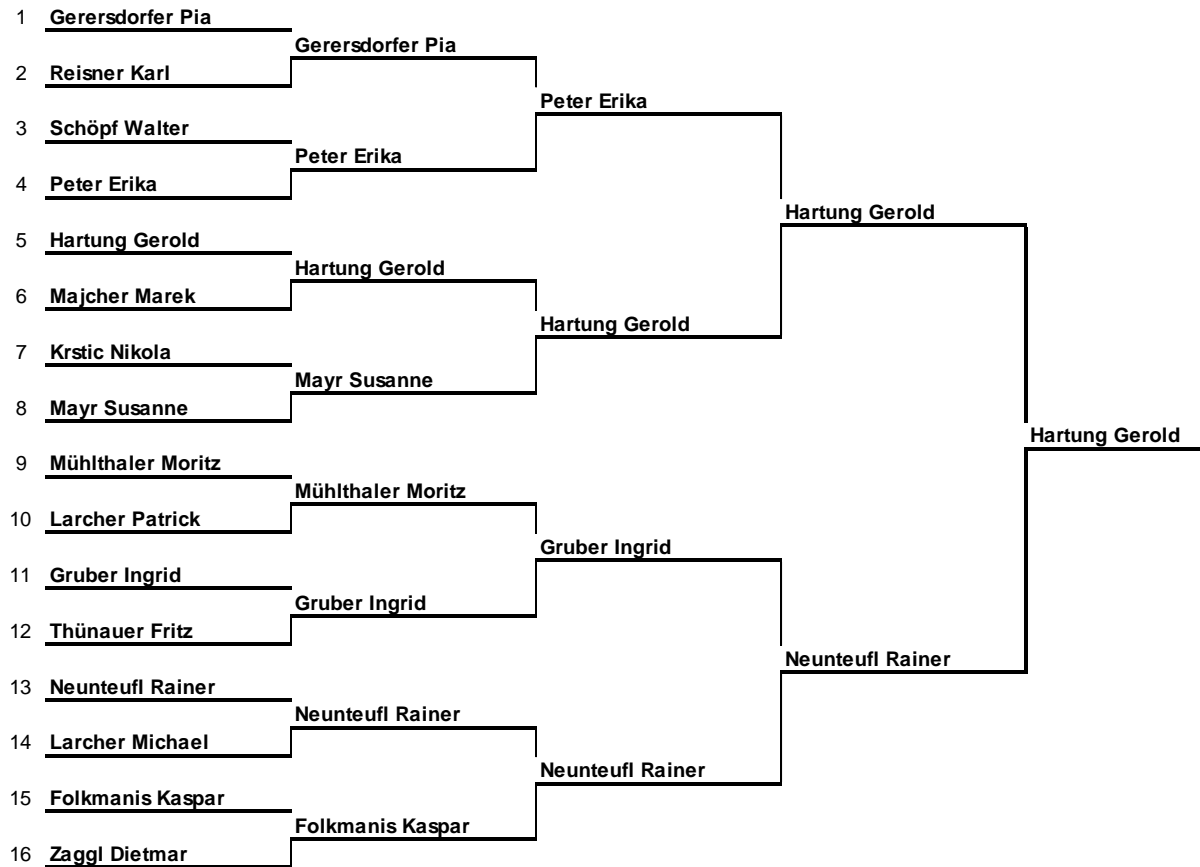 1 Gerersdorfer Pia
Gerersdorfer Pia
2 Reisner Karl
Peter Erika
3 Schöpf Walter
Peter Erika
4 Peter Erika
Hartung Gerold
5 Hartung Gerold
Hartung Gerold
6 Majcher Marek
Hartung Gerold
7 Krstic Nikola
Mayr Susanne
8 Mayr Susanne
Hartung Gerold
9 Mühlthaler Moritz
Mühlthaler Moritz
10 Larcher Patrick
Gruber Ingrid
11 Gruber Ingrid
Gruber Ingrid
12 Thünauer Fritz
Neunteufl Rainer
13 Neunteufl Rainer
Neunteufl Rainer
14 Larcher Michael
Neunteufl Rainer
15 Folkmanis Kaspar
Folkmanis Kaspar
16 Zaggl Dietmar